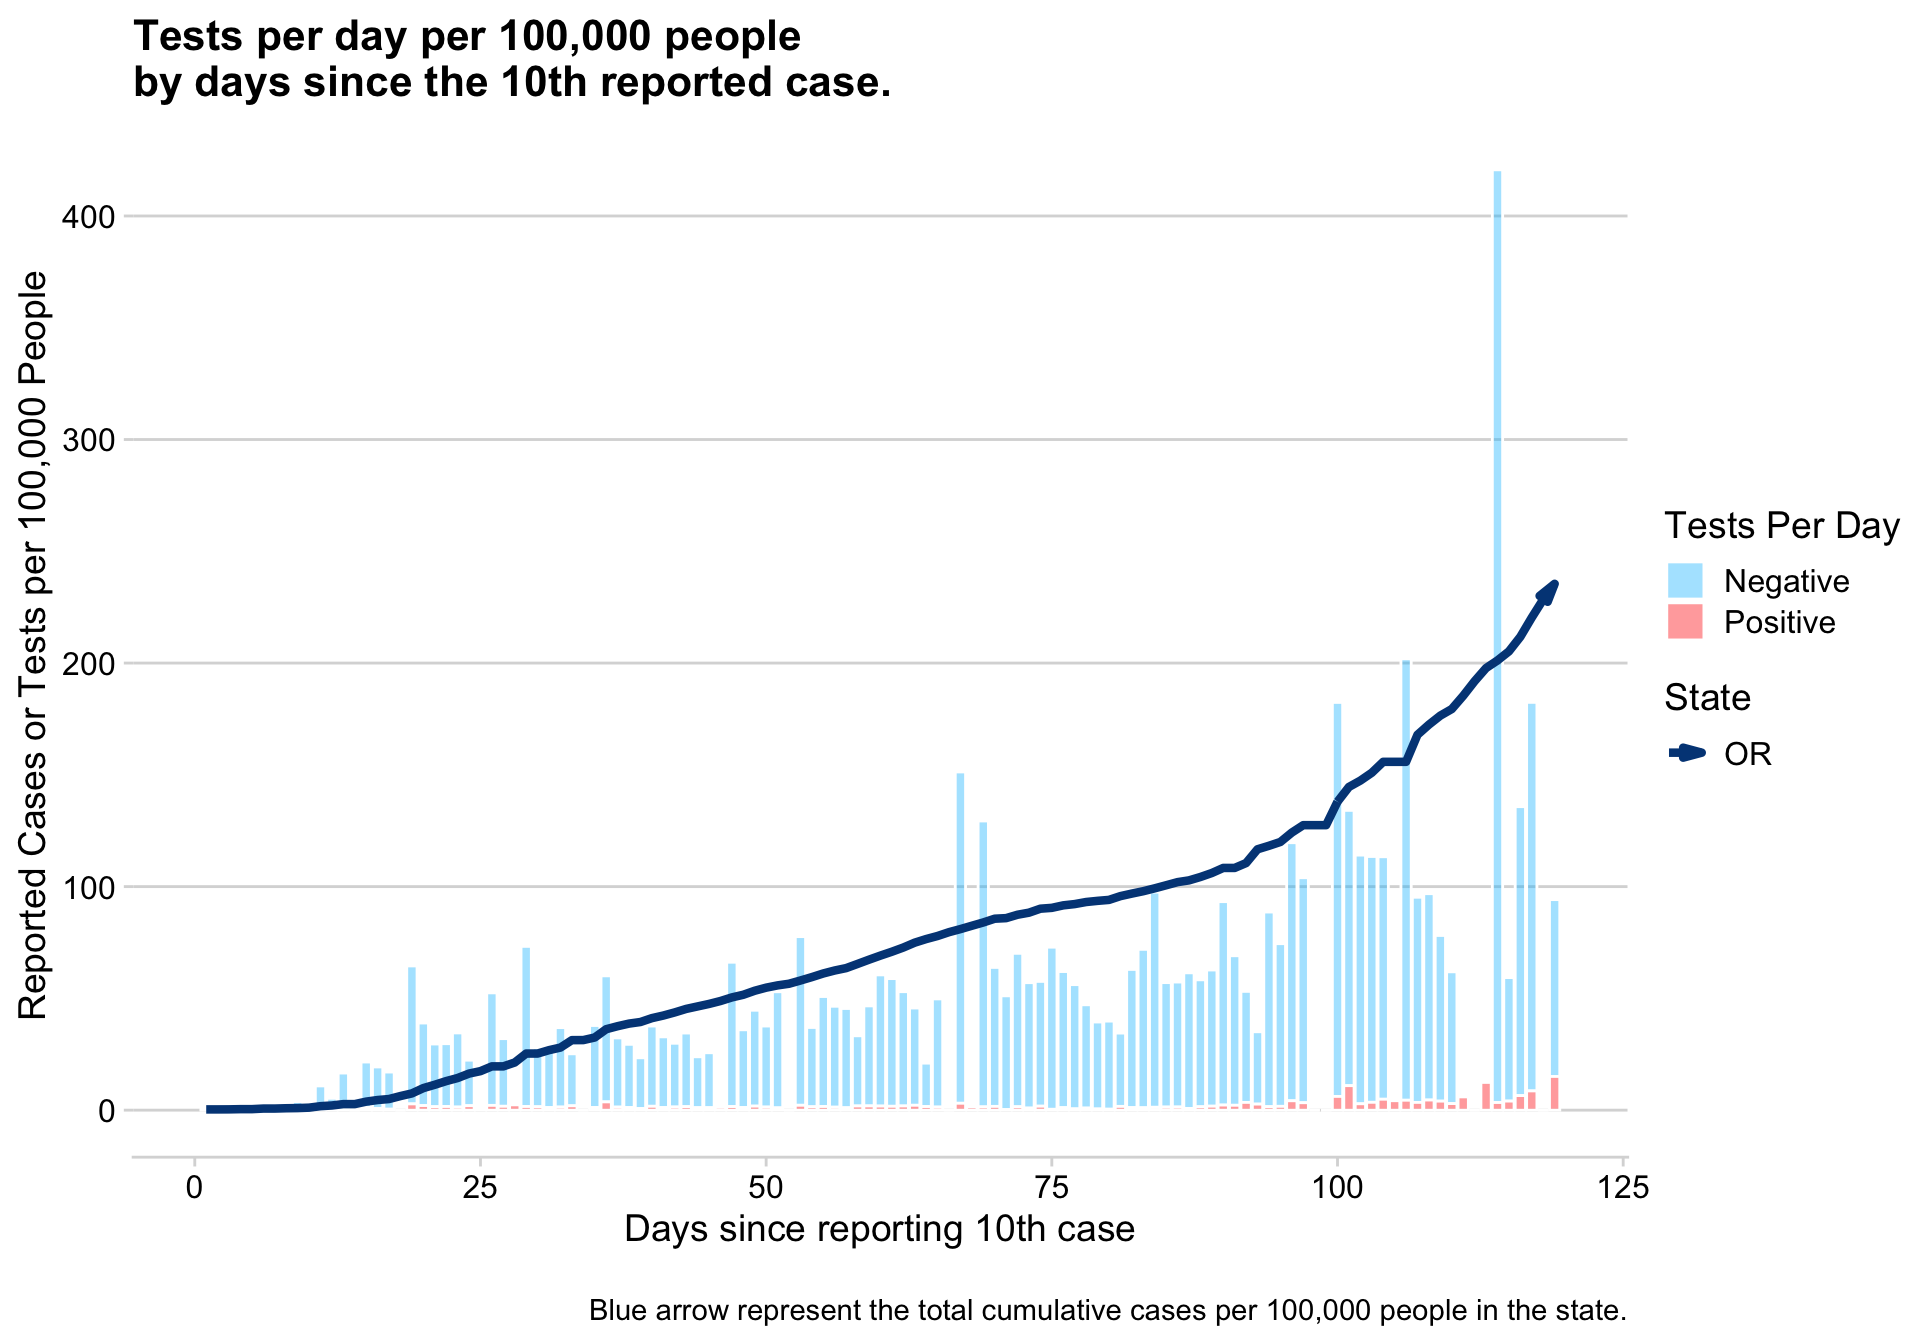 Tests per day per 100,000 people
by days since the 10th reported case.
Reported Cases or Tests per 100,000 People
400
300
200
100
0
0
25
50
75
100
125
Days since reporting 10th case
Tests Per Day
Negative
Positive
State
OR
Blue arrow represent the total cumulative cases per 100,000 people in the state.